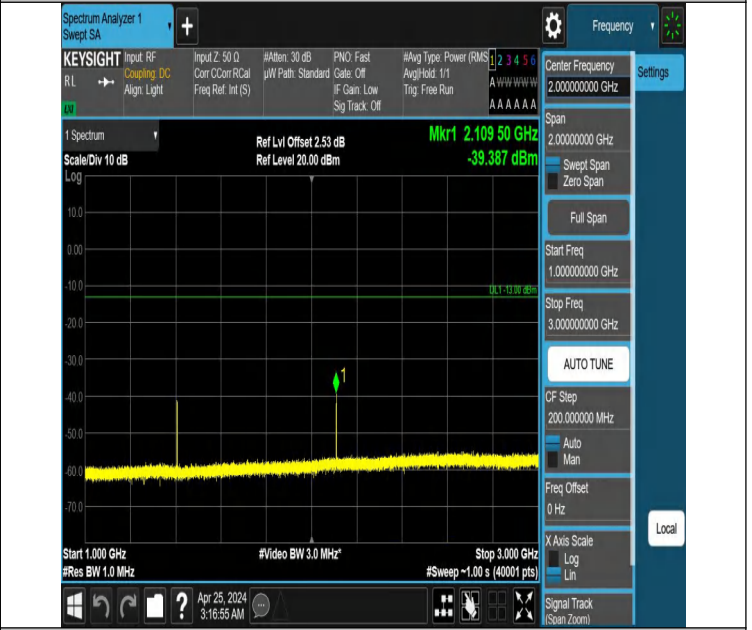 Spectrum Analyzer 1
Swept SA
+
Frequency
KEYSIGHT
Input: RF
Coupling: DC
Align: Light
Input Z: 50 Ω
Corr CCorr RCal
Freq Ref: Int (S)
#Atten: 30 dB
µW Path: Standard
PNO: Fast
Gate: Off
IF Gain: Low
Sig Track: Off
#Avg Type: Power (RMS
Avg|Hold: 1/1
Trig: Free Run
1 2 3 4 5 6
A W W W W W
A A A A A A
RL
Center Frequency
2.000000000 GHz
Settings
Span
2.00000000 GHz
Swept Span
Zero Span
Full Span
Start Freq
1.000000000 GHz
Stop Freq
3.000000000 GHz
AUTO TUNE
CF Step
200.000000 MHz
Auto
Man
Freq Offset
0 Hz
X Axis Scale
Log
Lin
Signal Track
(Span Zoom)
Local
1 Spectrum
Scale/Div 10 dB
Log
Ref Lvl Offset 2.53 dB
Ref Level 20.00 dBm
Mkr1 2.109 50 GHz
-39.387 dBm
10.0
0.00
-10.0
DL1 -13.00 dBm
-20.0
-30.0
1
-40.0
-50.0
-60.0
-70.0
Start 1.000 GHz
#Res BW 1.0 MHz
#Video BW 3.0 MHz*
Stop 3.000 GHz
#Sweep ~1.00 s (40001 pts)
?
Apr 25, 2024
3:16:55 AM